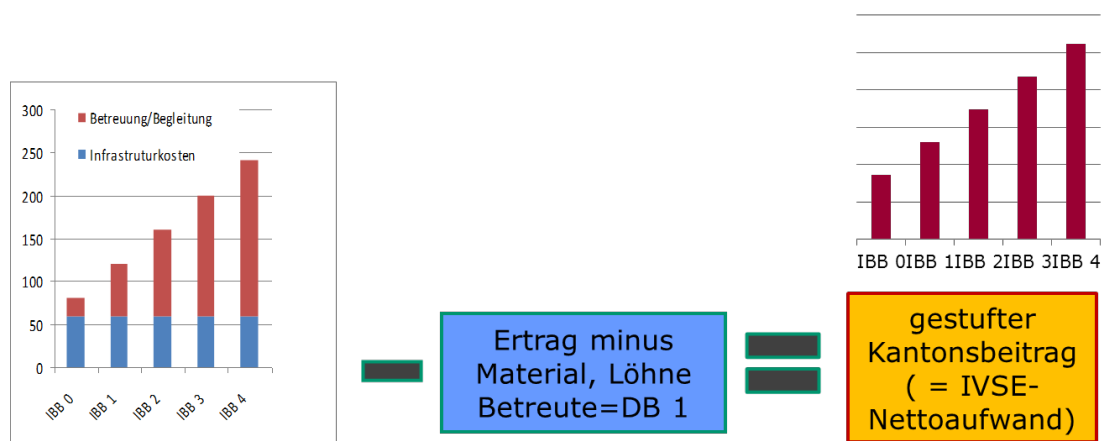 300
250
200
150
100
50
0
Betreuung/Begleitung
Infrastruturkosten
IBB 0
IBB 1
IBB 2
IBB 3
IBB 4
Ertrag minus
Material, Löhne
Betreute=DB 1
IBB 0IBB 1IBB 2IBB 3IBB 4
gestufter
Kantonsbeitrag
( = IVSE-
Nettoaufwand)